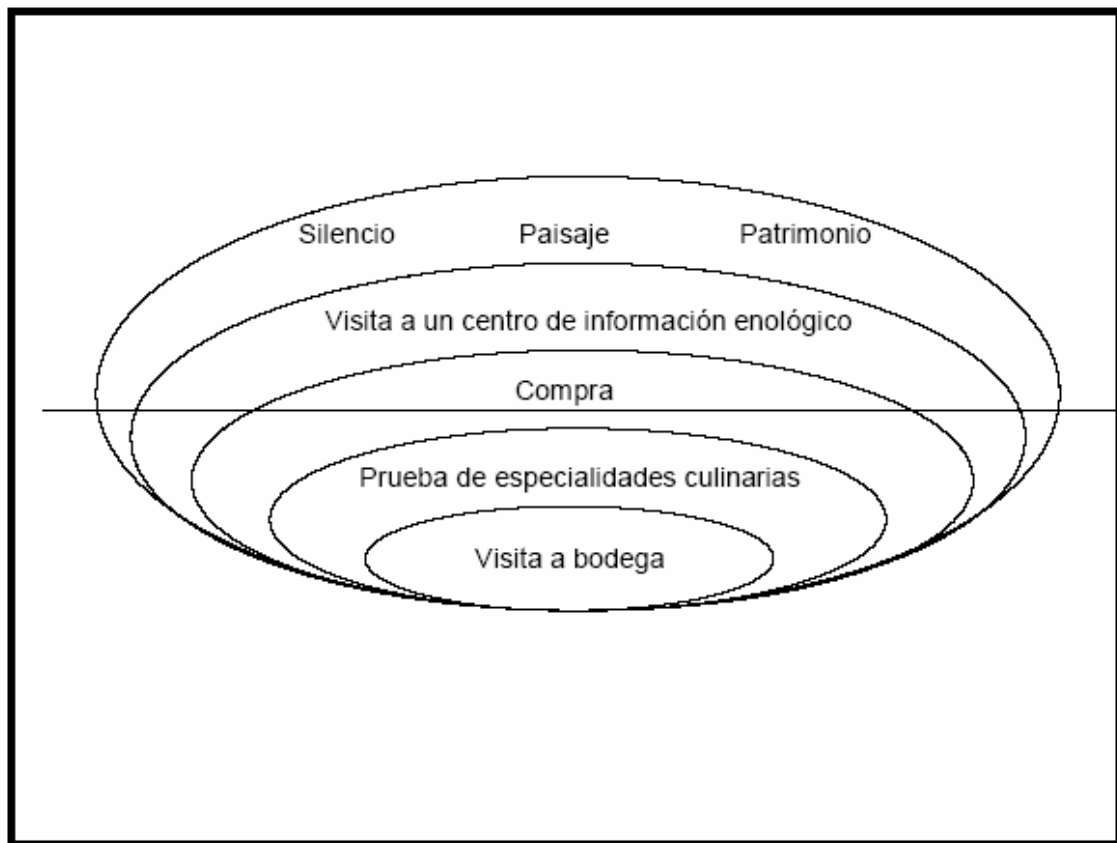 Silencio Paisaje Patrimonio
Visita a un centro de información enológico
Compra
Prueba de especialidades culinarias
Visita a bodega